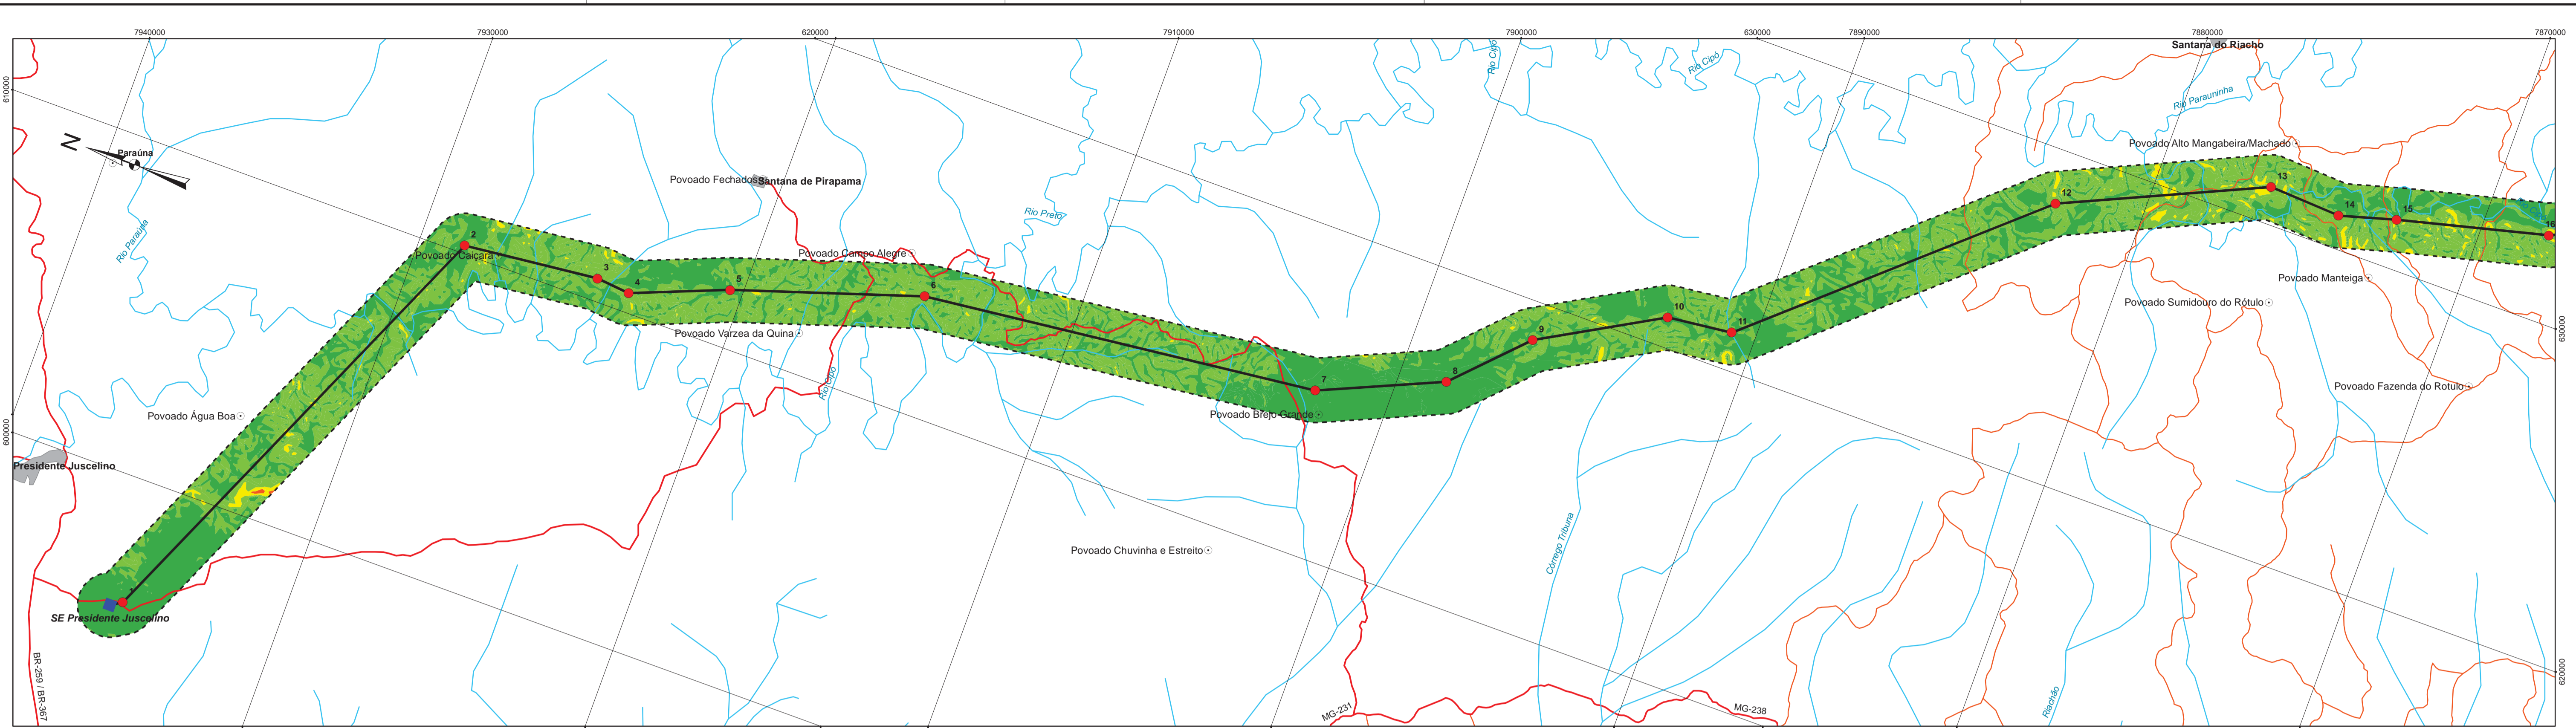 7940000
7930000
620000
7910000
7900000
630000
7890000
7880000
7870000
Santana do Riacho
Rio Cipó
Rio Cipó
610000
Rio Parauninha
N
Paraúna
Povoado Alto Mangabeira/Machado
Povoado Fechados
Santana de Pirapama
Rio Preto
Rio Paraúna
2
Povoado Caiçara
3
4
5
6
Povoado Campo Alegre
12
13
14
15
16
Povoado Manteiga
Povoado Sumidouro do Rótulo
10
11
9
630000
Povoado Varzea da Quina
Rio Cipó
7
8
Povoado Fazenda do Rotulo
Povoado Água Boa
Povoado Brejo Grande
600000
Presidente Juscelino
Povoado Chuvinha e Estreito
Córrego Tribuna
1
SE Presidente Juscelino
BR-259 / BR-367
620000
Riachão
MG-231
MG-238